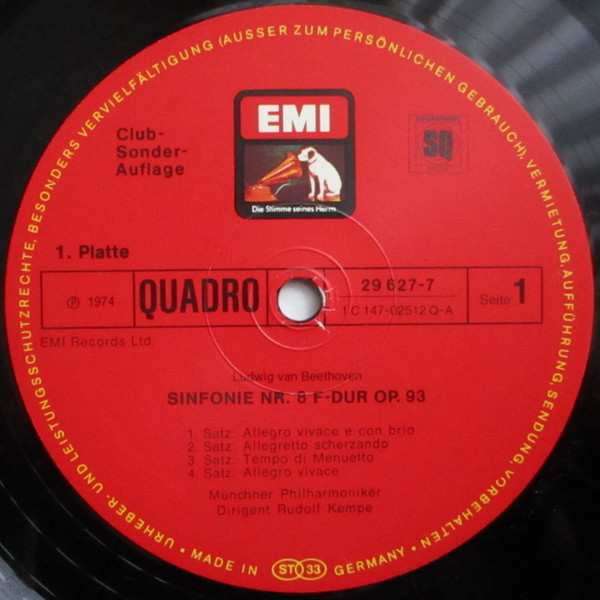 URHEBER- UND LEISTUNGSSCHUTZRECHTE, BESONDERS VERVIELFÄLTIGUNG (AUSSER ZUM PERSÖNLICHEN GEBRAUCH), VERMIETUNG, AUFFÜHRUNG, SENDUNG, VORBEHALTEN •
Club-
Sonder-
Auflage
EMI
Die Stimme seines Herrn
SQ
1. Platte
℗ 1974
QUADRO
29 627-7
1 C 147-02512 Q-A
Seite 1
EMI Records Ltd.
Ludwig van Beethoven
SINFONIE NR. 8 F-DUR OP. 93
1. Satz: Allegro vivace e con brio
2. Satz: Allegretto scherzando
3. Satz: Tempo di Menuetto
4. Satz: Allegro vivace
Münchner Philharmoniker
Dirigent Rudolf Kempe
• MADE IN ST 33 GERMANY •